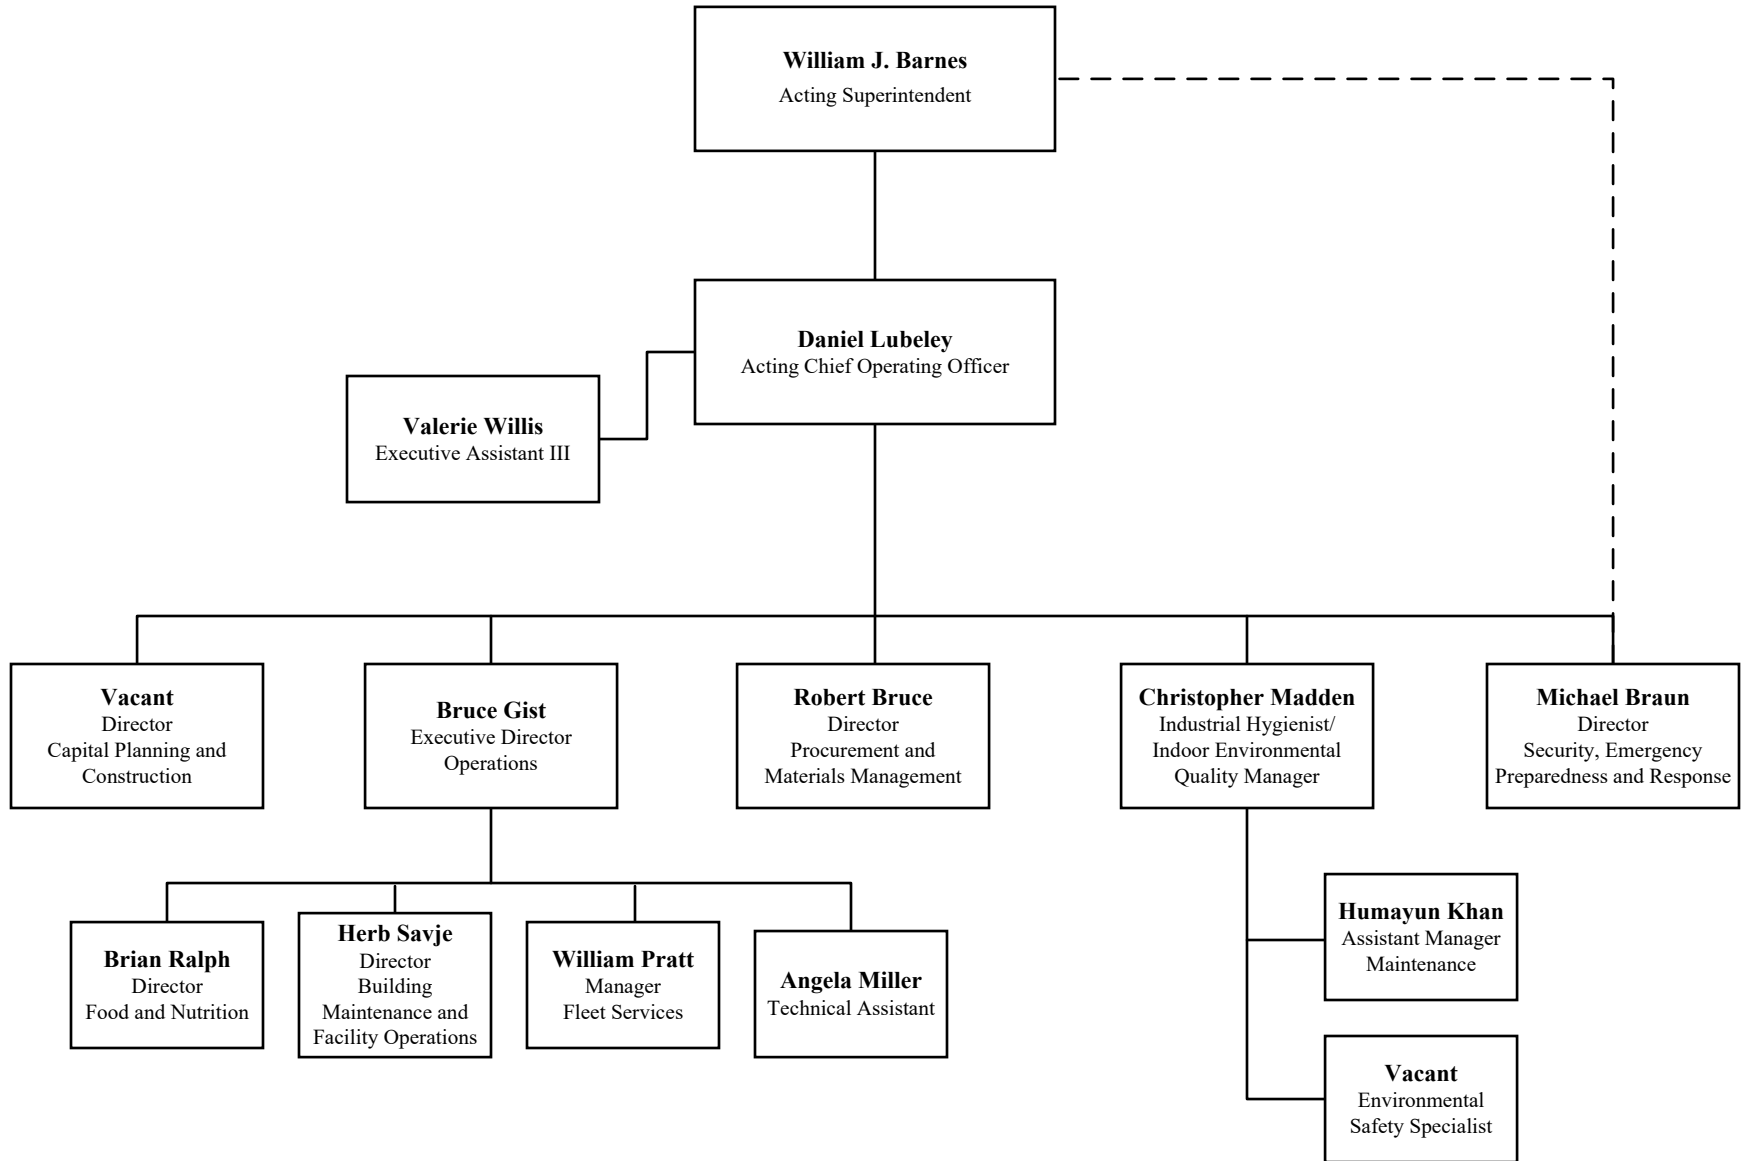 William J. Barnes
Acting Superintendent
Daniel Lubeley
Acting Chief Operating Officer
Valerie Willis
Executive Assistant III
Vacant
Director
Capital Planning and
Construction
Bruce Gist
Executive Director
Operations
Robert Bruce
Director
Procurement and
Materials Management
Christopher Madden
Industrial Hygienist/
Indoor Environmental
Quality Manager
Michael Braun
Director
Security, Emergency
Preparedness and Response
Brian Ralph
Director
Food and Nutrition
Herb Savje
Director
Building
Maintenance and
Facility Operations
William Pratt
Manager
Fleet Services
Angela Miller
Technical Assistant
Humayun Khan
Assistant Manager
Maintenance
Vacant
Environmental
Safety Specialist